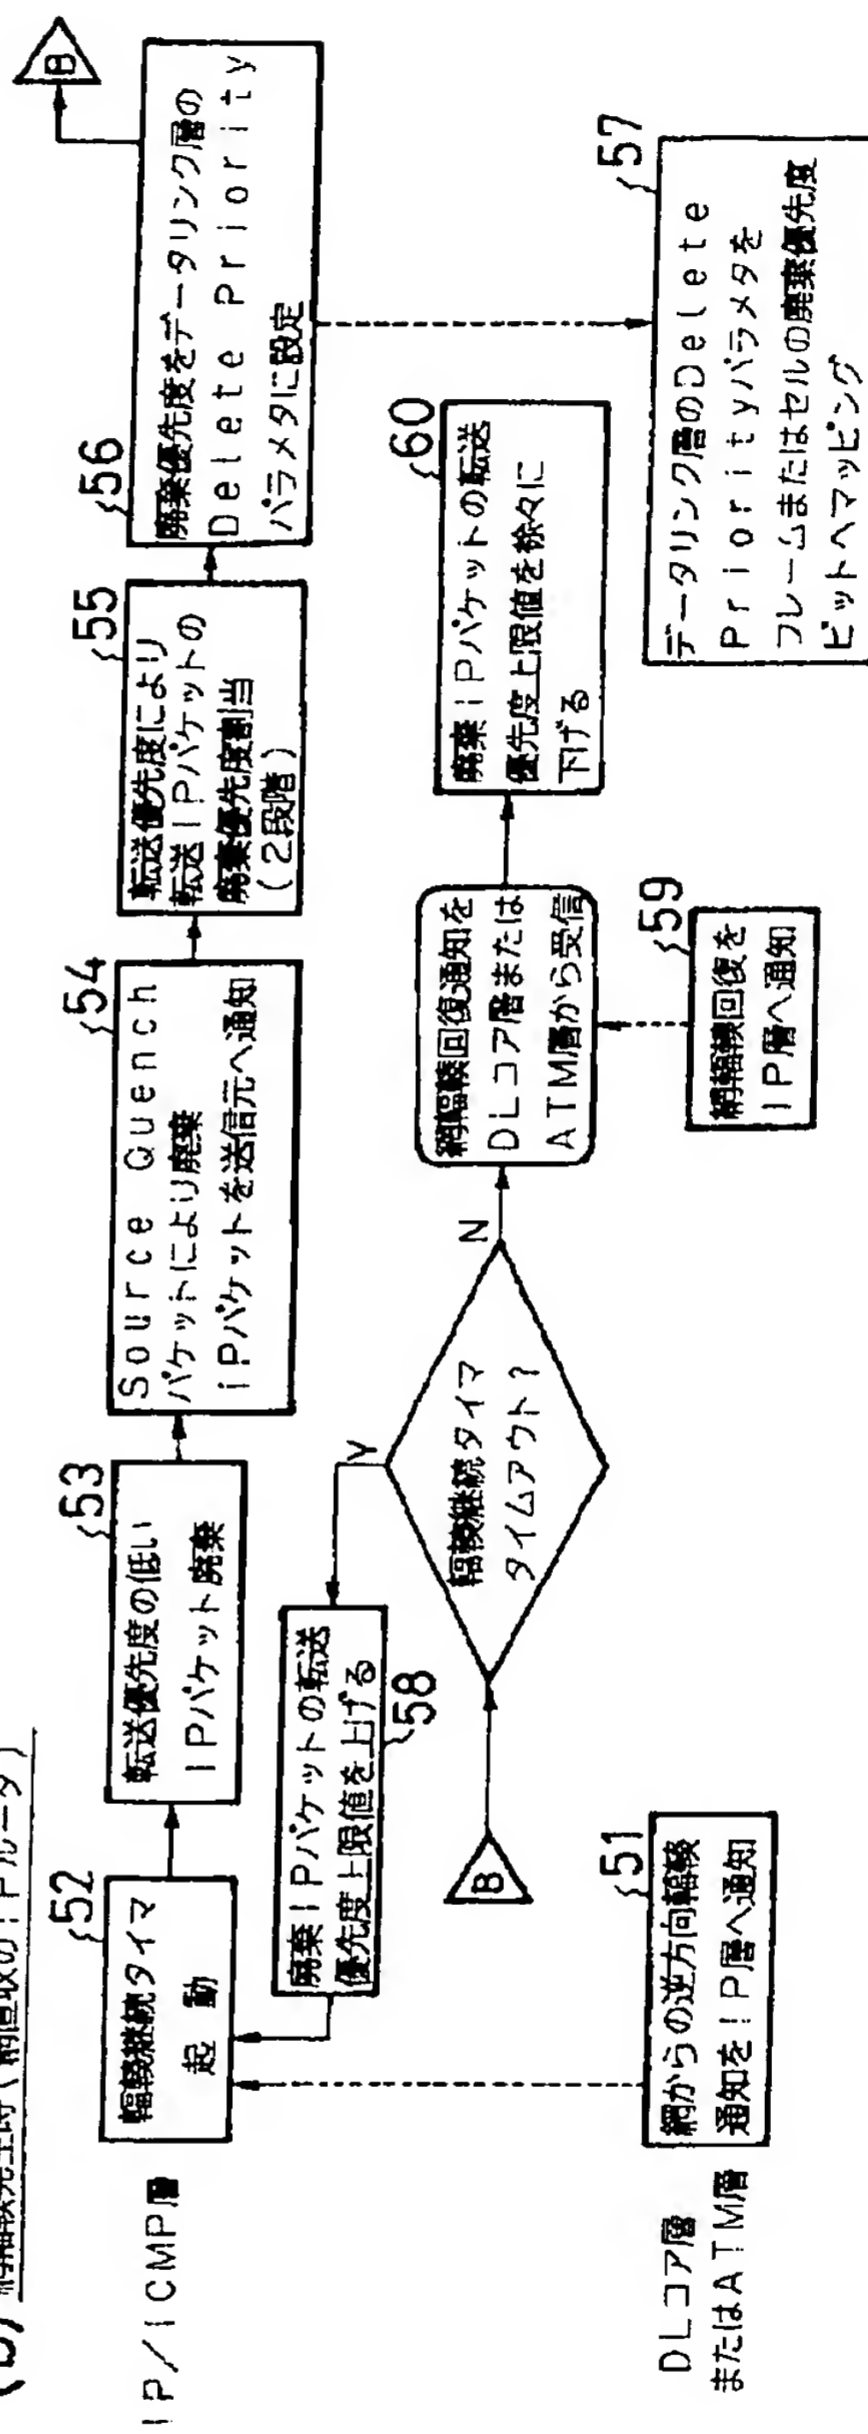 (b) 網輻輳発生時(網直収のIPルータ)
IP/ICMP層
52
輻輳継続タイマ
起 動
53
転送優先度の低い
IPパケット廃棄
54
Source Quench
パケットにより廃棄
IPパケットを送信元へ通知
55
転送優先度により
転送IPパケットの
廃棄優先度割当
(2段階)
56
廃棄優先度をデータリンク層の
Delete Priority
パラメタに設定
B
廃棄IPパケットの転送
優先度上限値を上げる
58
B
輻輳継続タイマ
タイムアウト?
Y
N
網輻輳回復通知を
DLコア層または
ATM層から受信
60
廃棄IPパケットの転送
優先度上限値を徐々に
下げる
DLコア層
またはATM層
51
網からの逆方向輻輳
通知をIP層へ通知
59
網輻輳回復を
IP層へ通知
57
データリンク層のDelete
Priorityパラメタを
フレームまたはセルの廃棄優先度
ビットへマッピング